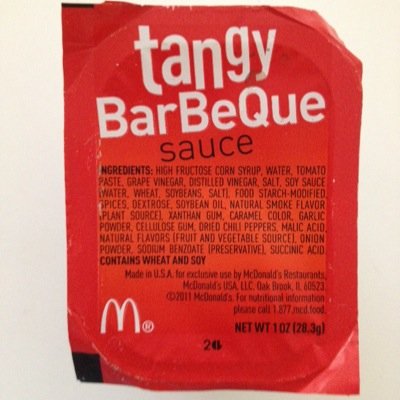 tangy
BarBeQue
sauce
INGREDIENTS: HIGH FRUCTOSE CORN SYRUP, WATER, TOMATO
PASTE, GRAPE VINEGAR, DISTILLED VINEGAR, SALT, SOY SAUCE
(WATER, WHEAT, SOYBEANS, SALT), FOOD STARCH-MODIFIED,
SPICES, DEXTROSE, SOYBEAN OIL, NATURAL SMOKE FLAVOR
(PLANT SOURCE), XANTHAN GUM, CARAMEL COLOR, GARLIC
POWDER, CELLULOSE GUM, DRIED CHILI PEPPERS, MALIC ACID,
NATURAL FLAVORS (FRUIT AND VEGETABLE SOURCE), ONION
POWDER, SODIUM BENZOATE (PRESERVATIVE), SUCCINIC ACID.
CONTAINS WHEAT AND SOY
Made in U.S.A. for exclusive use by McDonald's Restaurants,
McDonald's USA, LLC, Oak Brook, IL 60523
©2011 McDonald's. For nutritional information
please call 1.877.mcd.food.
M®
NET WT 1 OZ (28.3g)
2